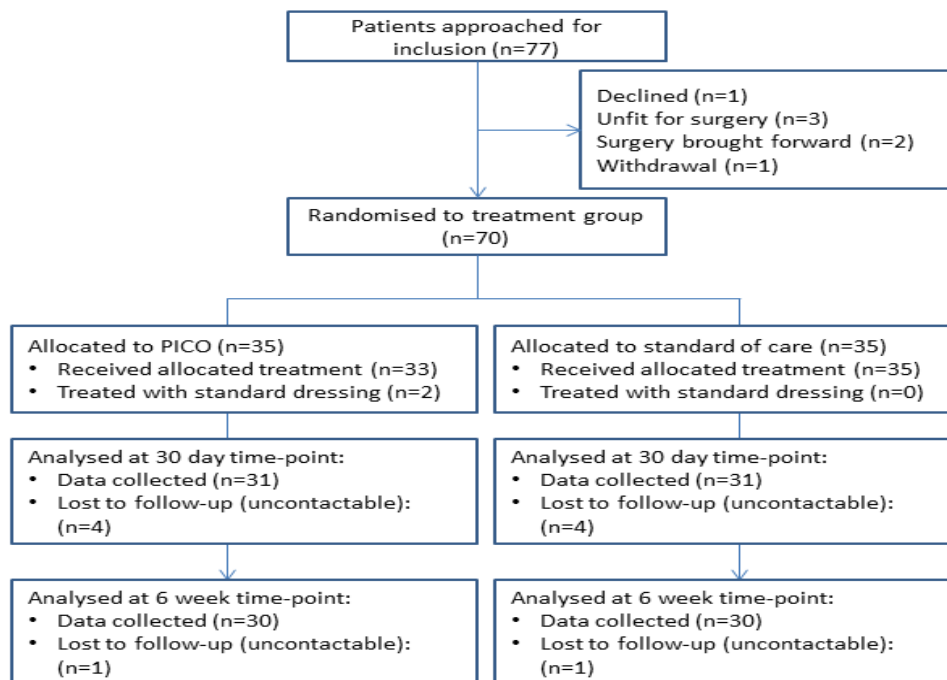 Patients approached for
inclusion (n=77)
Declined (n=1)
Unfit for surgery (n=3)
Surgery brought forward (n=2)
Withdrawal (n=1)
Randomised to treatment group
(n=70)
Allocated to PICO (n=35)
• Received allocated treatment (n=33)
• Treated with standard dressing (n=2)
Allocated to standard of care (n=35)
• Received allocated treatment (n=35)
• Treated with standard dressing (n=0)
Analysed at 30 day time-point:
• Data collected (n=31)
• Lost to follow-up (uncontactable):
(n=4)
Analysed at 30 day time-point:
• Data collected (n=31)
• Lost to follow-up (uncontactable):
(n=4)
Analysed at 6 week time-point:
• Data collected (n=30)
• Lost to follow-up (uncontactable):
(n=1)
Analysed at 6 week time-point:
• Data collected (n=30)
• Lost to follow-up (uncontactable):
(n=1)